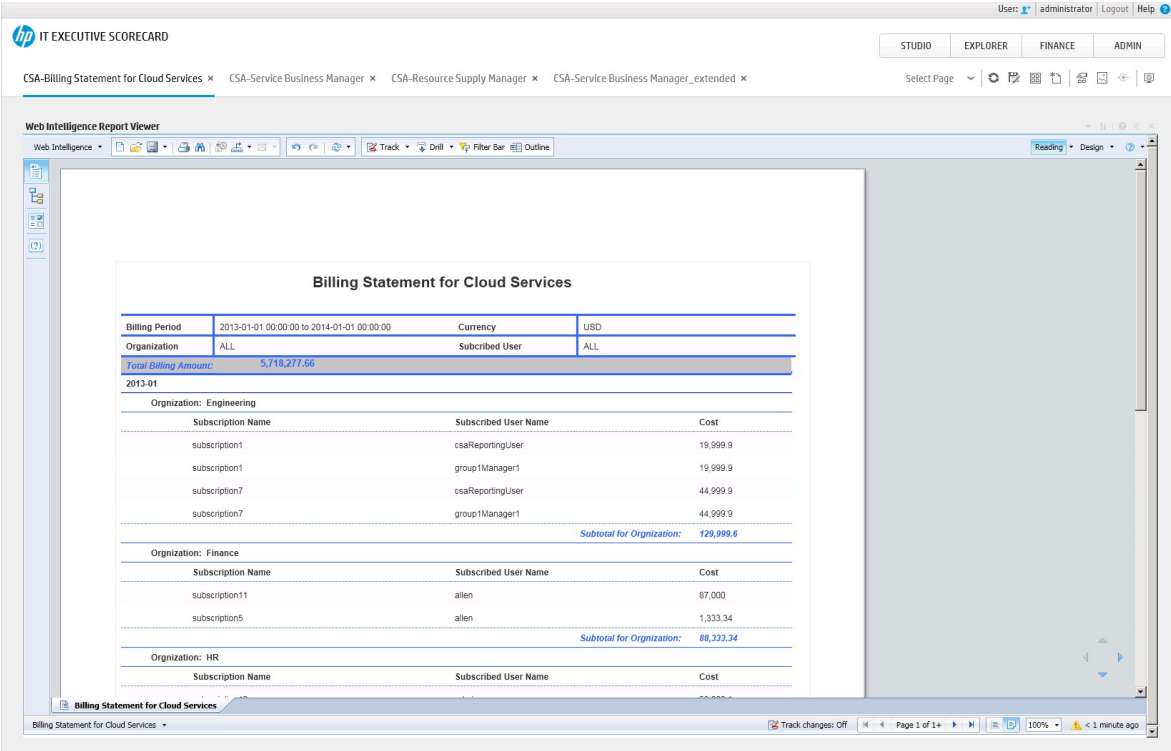 User: administrator Logout Help ?
hp IT EXECUTIVE SCORECARD
STUDIO EXPLORER FINANCE ADMIN
CSA-Billing Statement for Cloud Services × CSA-Service Business Manager × CSA-Resource Supply Manager × CSA-Service Business Manager_extended × Select Page
Web Intelligence Report Viewer
Web Intelligence Track Drill Filter Bar Outline Reading Design
Billing Statement for Cloud Services
Billing Period 2013-01-01 00:00:00 to 2014-01-01 00:00:00 Currency USD
Organization ALL Subcribed User ALL
Total Billing Amount: 5,718,277.66
2013-01
Orgnization: Engineering
Subscription Name Subscribed User Name Cost
subscription1 csaReportingUser 19,999.9
subscription1 group1Manager1 19,999.9
subscription7 csaReportingUser 44,999.9
subscription7 group1Manager1 44,999.9
Subtotal for Orgnization: 129,999.6
Orgnization: Finance
Subscription Name Subscribed User Name Cost
subscription11 allen 87,000
subscription5 allen 1,333.34
Subtotal for Orgnization: 88,333.34
Orgnization: HR
Subscription Name Subscribed User Name Cost
Billing Statement for Cloud Services
Billing Statement for Cloud Services Track changes: Off Page 1 of 1+ 100% < 1 minute ago